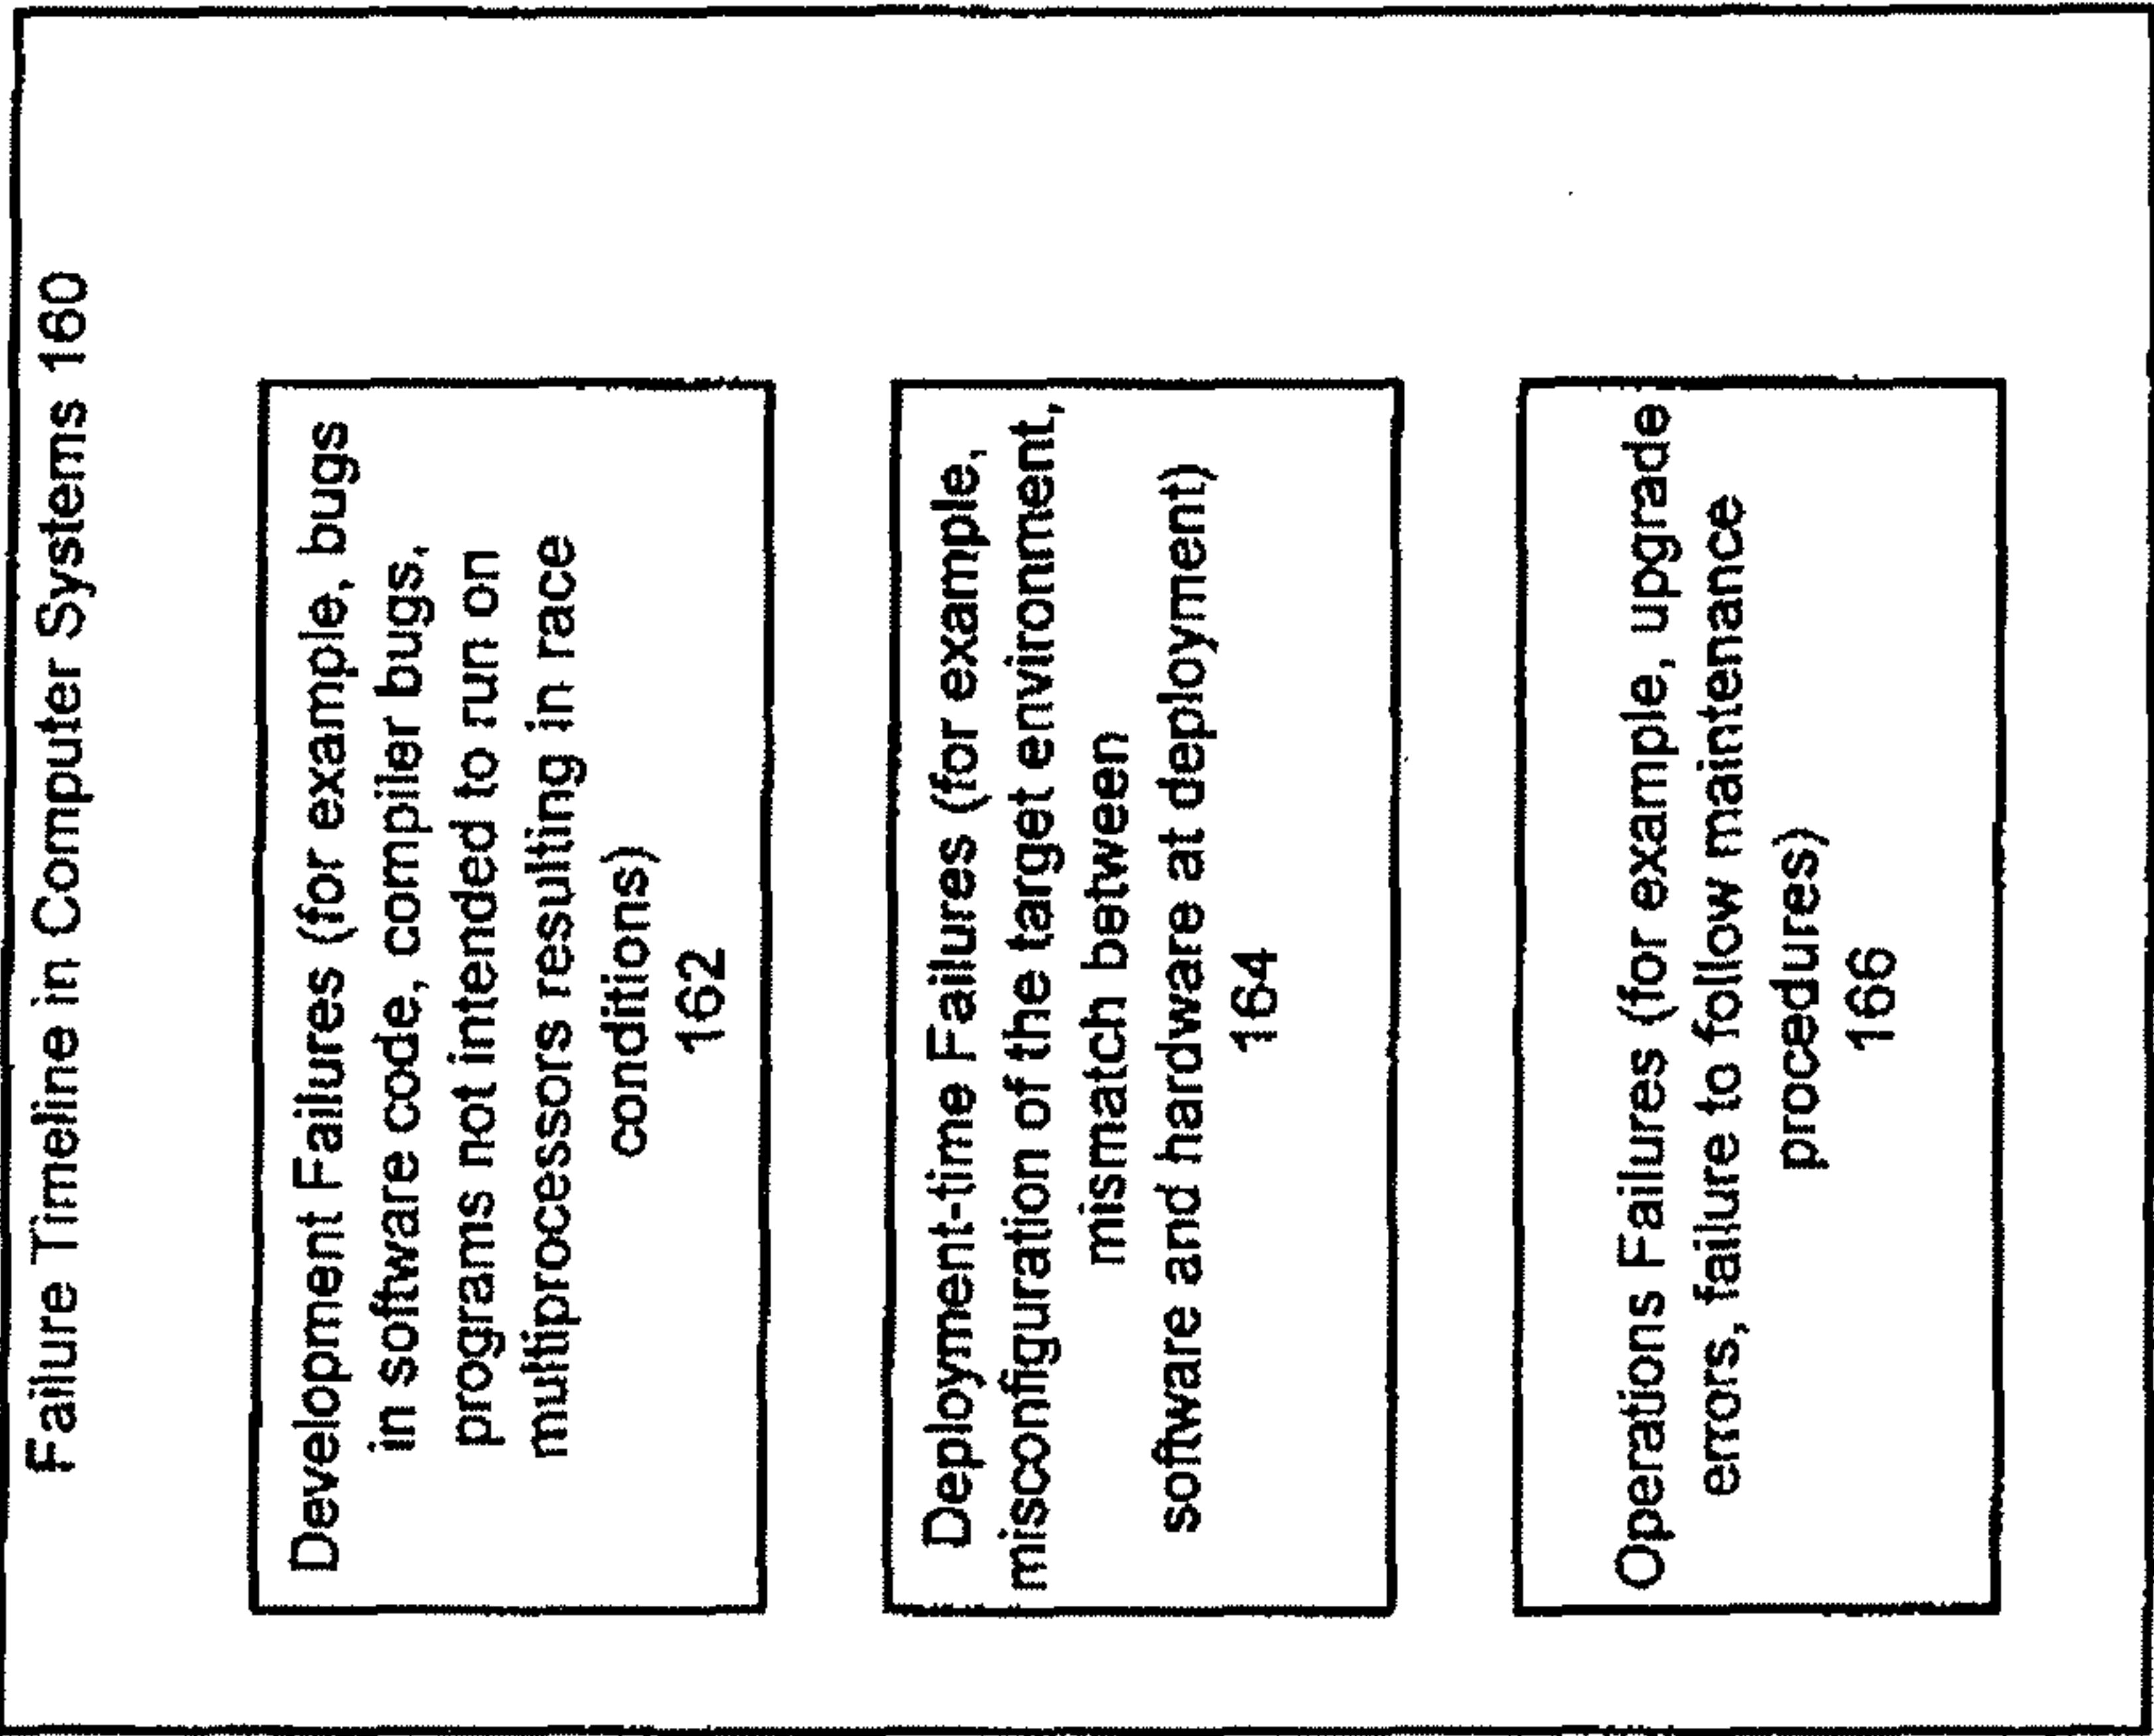 Failure Timeline in Computer Systems 160
Development Failures (for example, bugs
in software code, compiler bugs,
programs not intended to run on
multiprocessors resulting in race
conditions)
162
Deployment-time Failures (for example,
misconfiguration of the target environment,
mismatch between
software and hardware at deployment)
164
Operations Failures (for example, upgrade
errors, failure to follow maintenance
procedures)
166